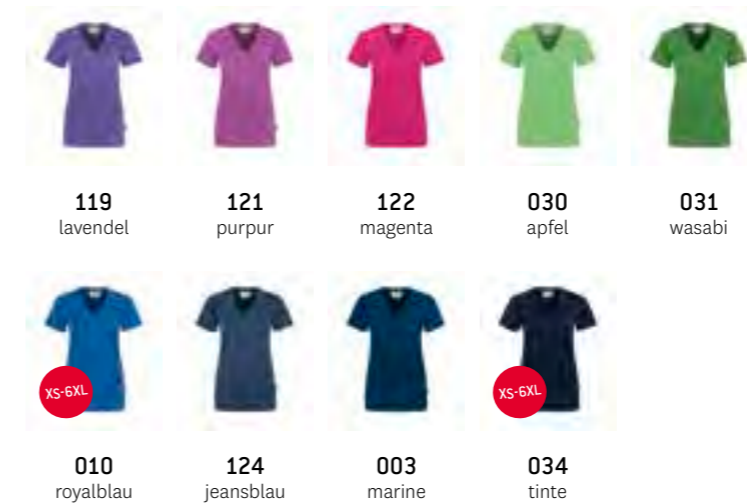 119
lavendel
121
purpur
122
magenta
030
apfel
031
wasabi
XS-6XL
010
royalblau
124
jeansblau
003
marine
XS-6XL
034
tinte